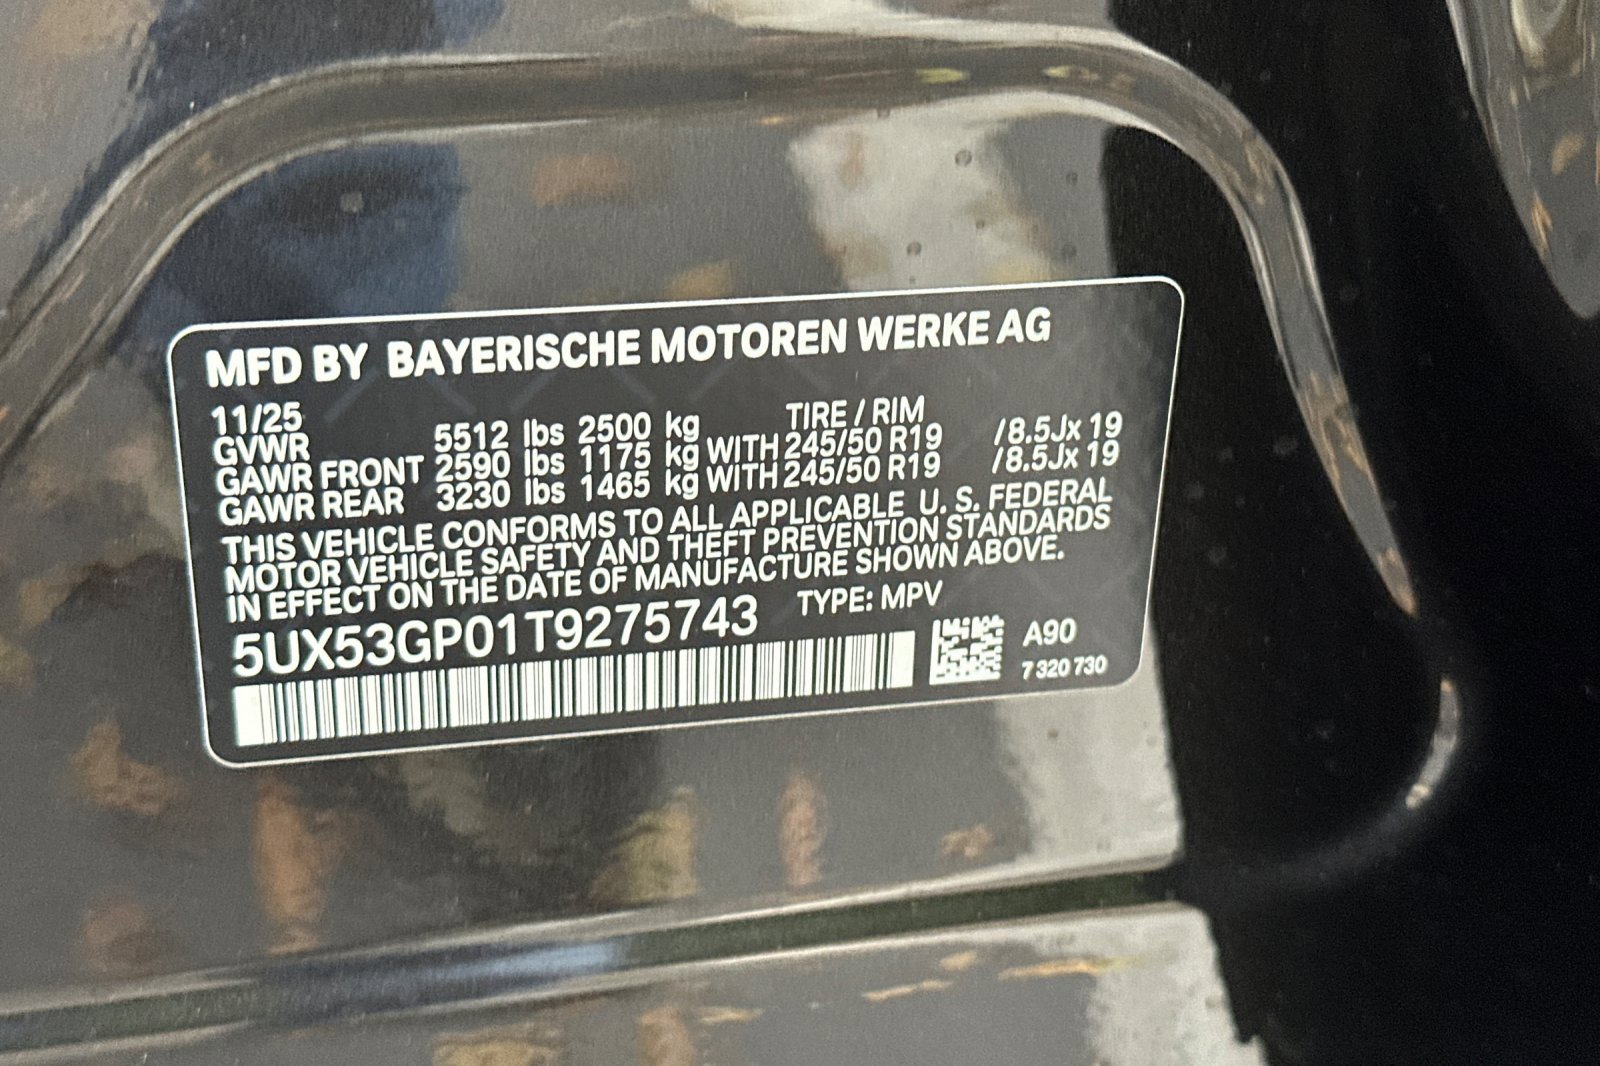 MFD BY BAYERISCHE MOTOREN WERKE AG
11/25 TIRE / RIM
GVWR 5512 lbs 2500 kg
GAWR FRONT 2590 lbs 1175 kg WITH 245/50 R19 /8.5Jx 19
GAWR REAR 3230 lbs 1465 kg WITH 245/50 R19 /8.5Jx 19
THIS VEHICLE CONFORMS TO ALL APPLICABLE U. S. FEDERAL
MOTOR VEHICLE SAFETY AND THEFT PREVENTION STANDARDS
IN EFFECT ON THE DATE OF MANUFACTURE SHOWN ABOVE.
5UX53GP01T9275743 TYPE: MPV
A90
7 320 730